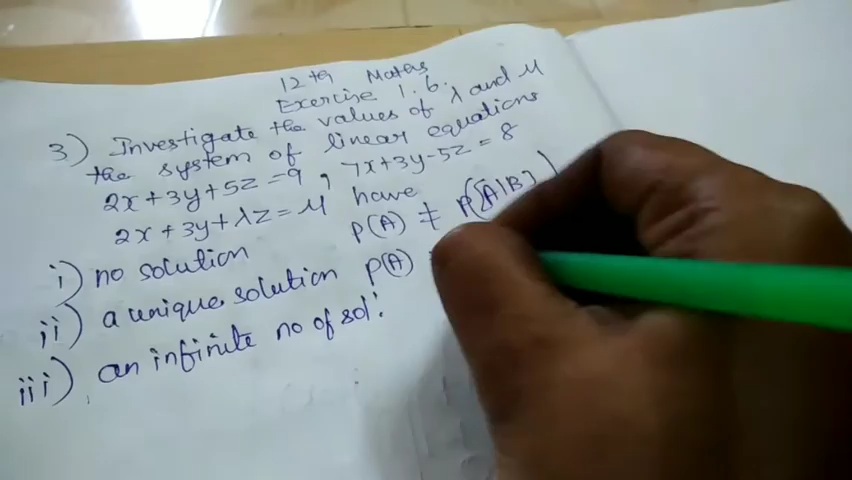 12th Maths
Exercise 1.6.
3) Investigate the values of λ and μ
the system of linear equations
2x+3y+5z=9, 7x+3y-5z=8
2x+3y+λz=μ have
i) no solution ρ(A) ≠ ρ([A|B])
ii) a unique solution ρ(A)
iii) an infinite no of sol: